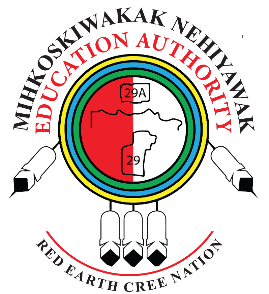 MIHKOSKIWAKAK NEHIYAWAK
EDUCATION AUTHORITY
29A
29
RED EARTH CREE NATION